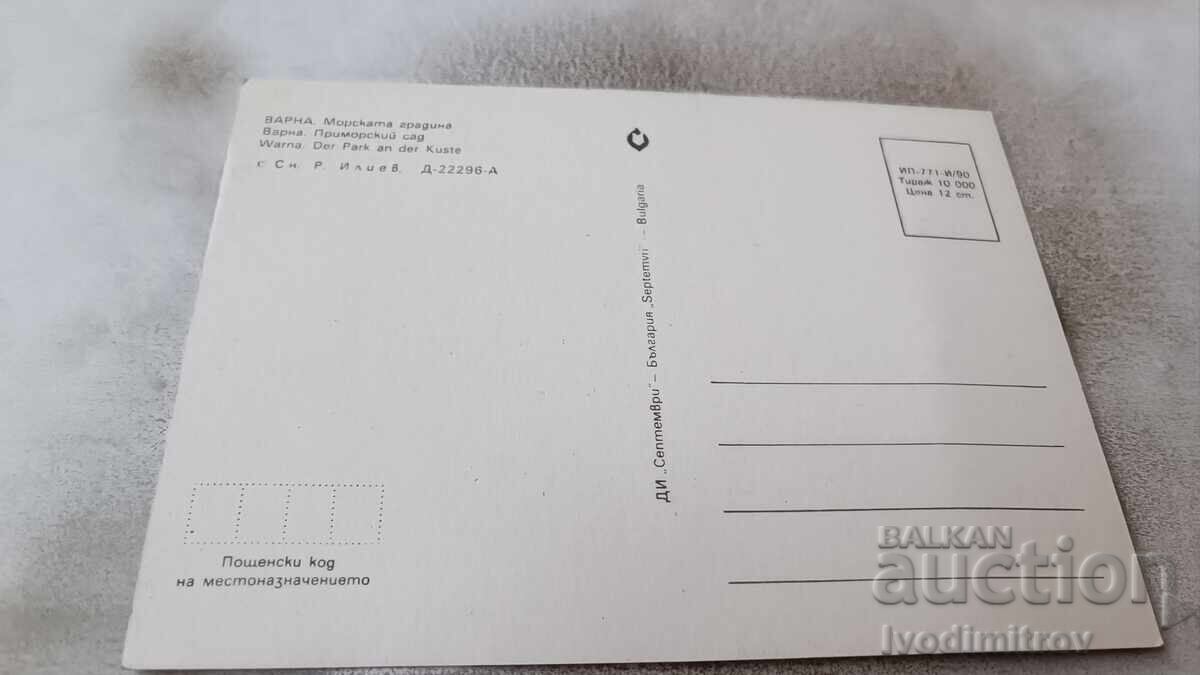 ВАРНА. Морската градина
Варна. Приморский сад
Warna. Der Park an der Kuste
с Сн. Р. Илиев, Д-22296-А
ДИ „Септември" – България „Septemvri" – Bulgaria
ИП-771-И/90
Тираж 10 000
Цена 12 ст.
Пощенски код
на местоназначението
BALKAN
auction
Ivodimitrov